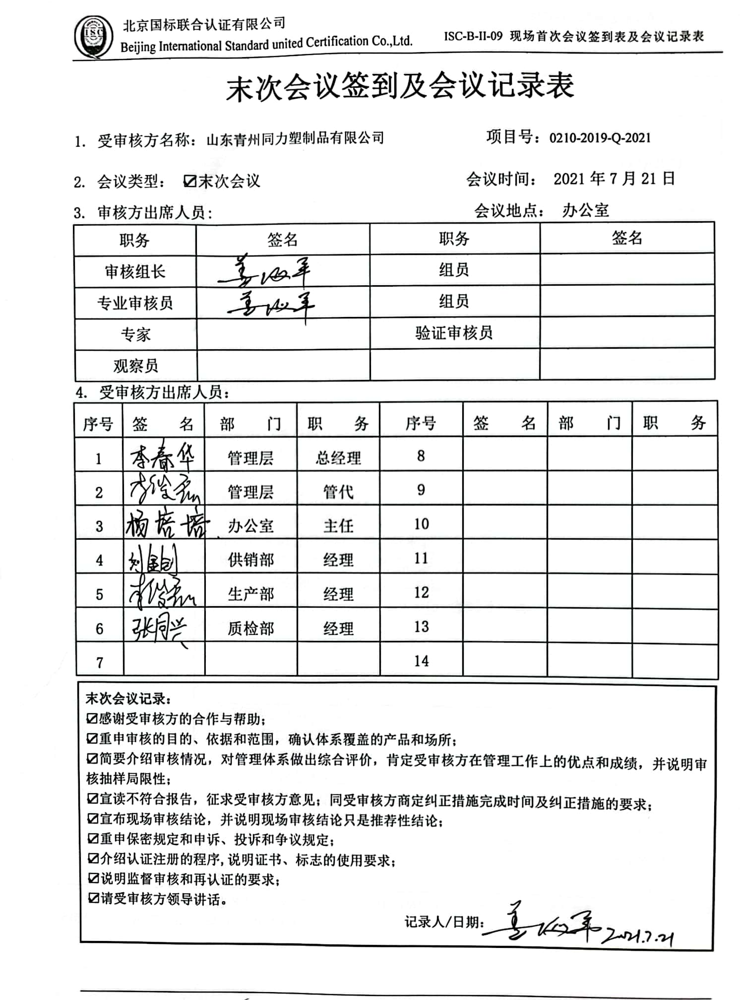 ISC
北京国标联合认证有限公司
Beijing International Standard united Certification Co.,Ltd.
ISC-B-II-09 现场首次会议签到表及会议记录表
末次会议签到及会议记录表
1. 受审核方名称：山东青州同力塑制品有限公司 项目号：0210-2019-Q-2021
2. 会议类型： ☑末次会议 会议时间： 2021 年 7 月 21 日
3. 审核方出席人员： 会议地点： 办公室
职务 签名 职务 签名
审核组长 组员
专业审核员 组员
专家 验证审核员
观察员
4. 受审核方出席人员：
序号 签 名 部 门 职 务 序号 签 名 部 门 职 务
1 李春华 管理层 总经理 8
2 管理层 管代 9
3 杨培培 办公室 主任 10
4 供销部 经理 11
5 生产部 经理 12
6 张同兴 质检部 经理 13
7 14
末次会议记录：
☑感谢受审核方的合作与帮助；
☑重申审核的目的、依据和范围，确认体系覆盖的产品和场所；
☑简要介绍审核情况，对管理体系做出综合评价，肯定受审核方在管理工作上的优点和成绩，并说明审
核抽样局限性；
☑宣读不符合报告，征求受审核方意见；同受审核方商定纠正措施完成时间及纠正措施的要求；
☑宣布现场审核结论，并说明现场审核结论只是推荐性结论；
☑重申保密规定和申诉、投诉和争议规定；
☑介绍认证注册的程序,说明证书、标志的使用要求；
☑说明监督审核和再认证的要求；
☑请受审核方领导讲话。
记录人/日期： 2021.7.21